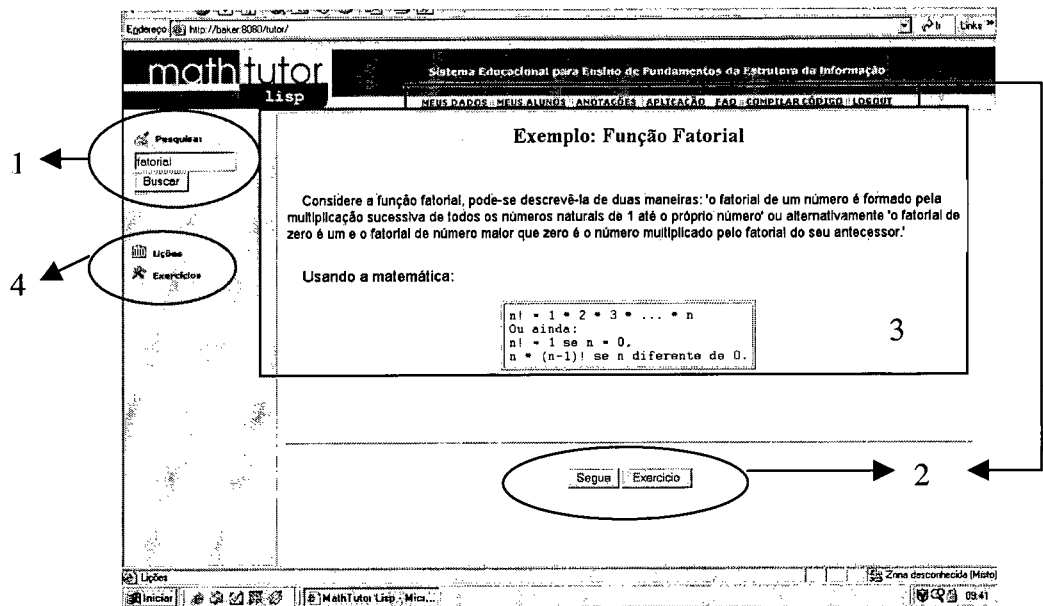 Endereço http://baker:8080/tutor/ Ir Links »
math tutor
lisp
Sistema Educacional para Ensino de Fundamentos da Estrutura da Informação
MEUS DADOS :: MEUS ALUNOS :: ANOTAÇÕES :: APLICAÇÃO :: FAQ :: COMPILAR CÓDIGO :: LOGOUT
Exemplo: Função Fatorial
Pesquisar
1
fatorial
Buscar
Considere a função fatorial, pode-se descrevê-la de duas maneiras: 'o fatorial de um número é formado pela
multiplicação sucessiva de todos os números naturais de 1 até o próprio número' ou alternativamente 'o fatorial de
zero é um e o fatorial de número maior que zero é o número multiplicado pelo fatorial do seu antecessor.'
Lições
Exercícios
4
Usando a matemática:
n! = 1 * 2 * 3 * ... * n
Ou ainda:
n! = 1 se n = 0,
n * (n-1)! se n diferente de 0.
3
Segue Exercicio
2
Lições Zona desconhecida (Misto)
Iniciar MathTutor Lisp - Micr... 09:41